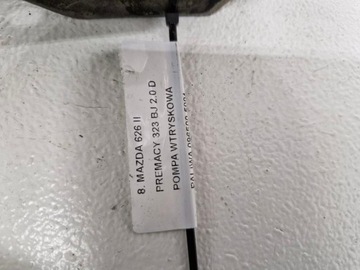 8. MAZDA 626 II
PREMACY 323 BJ 2.0 D
POMPA WTRYSKOWA